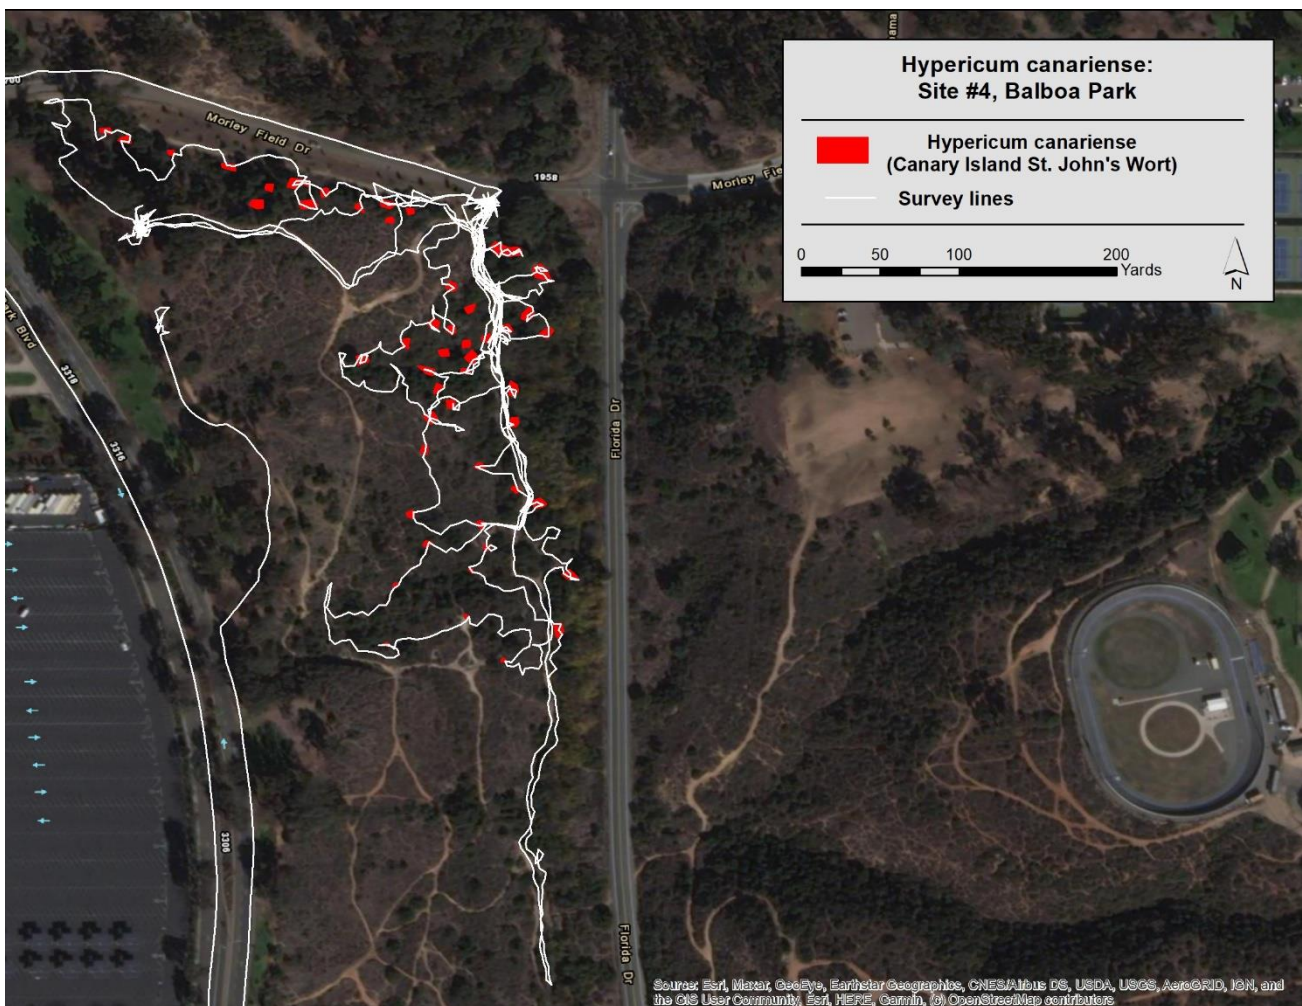 Hypericum canariense:
Site #4, Balboa Park
Hypericum canariense
(Canary Island St. John's Wort)
Survey lines
0 50 100 200
Yards
N
Morley Field Dr
1958
Morley
Florida Dr
3318
3316
3306
Florida Dr
Source: Esri, Maxar, GeoEye, Earthstar Geographics, CNES/Airbus DS, USDA, USGS, AeroGRID, IGN, and
the GIS User Community, Esri, HERE, Garmin, (c) OpenStreetMap contributors